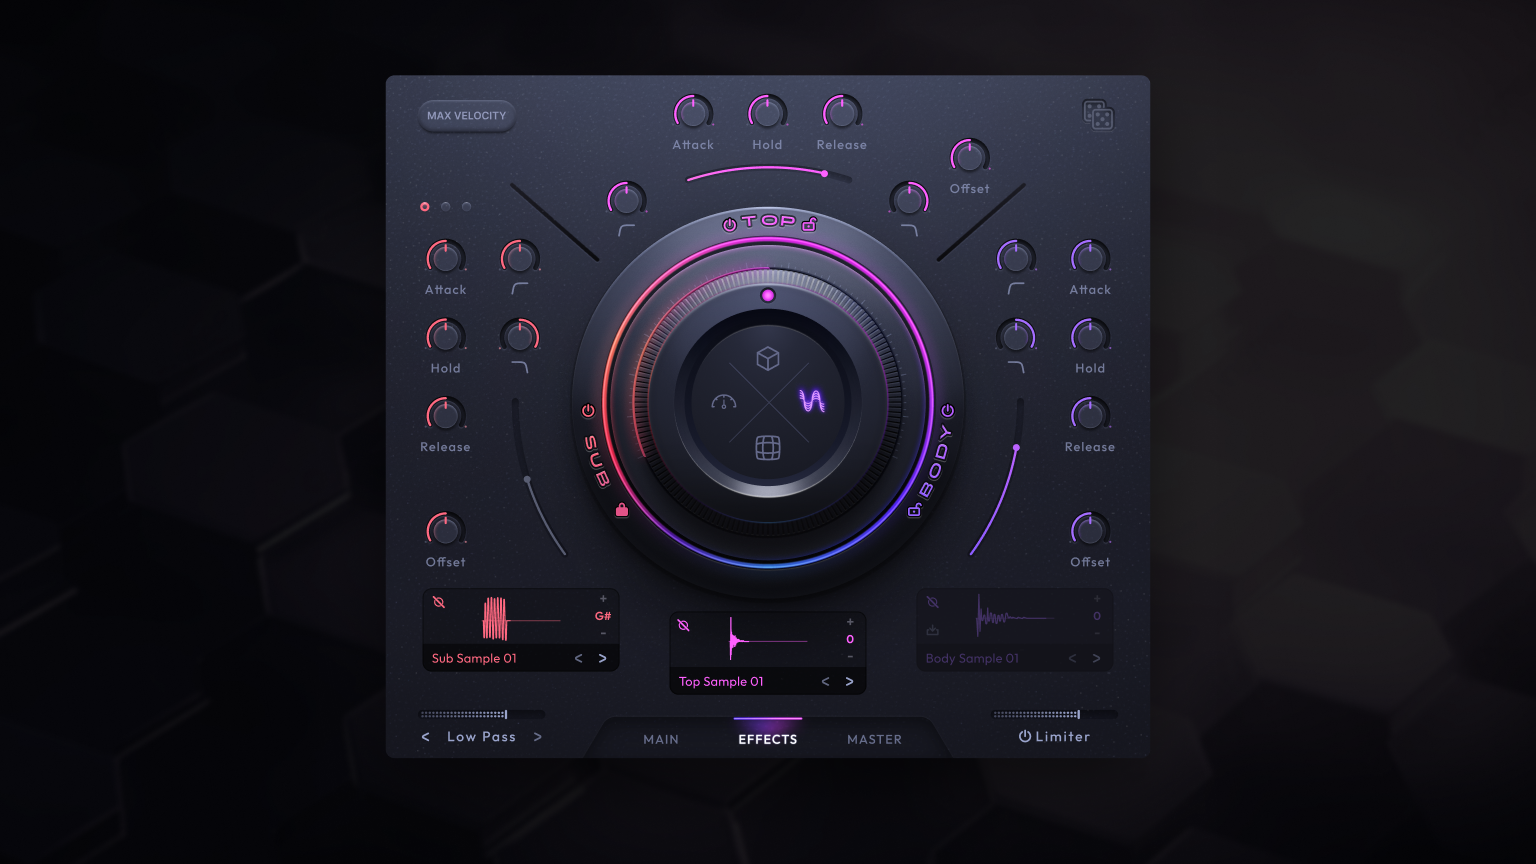 MAX VELOCITY
Attack
Hold
Release
Offset
TOP
Attack
Hold
Release
Offset
SUB
BODY
Attack
Hold
Release
Offset
G#
Sub Sample 01
< >
+
0
-
Top Sample 01
< >
+
0
-
Body Sample 01
< >
< Low Pass >
MAIN
EFFECTS
MASTER
Limiter